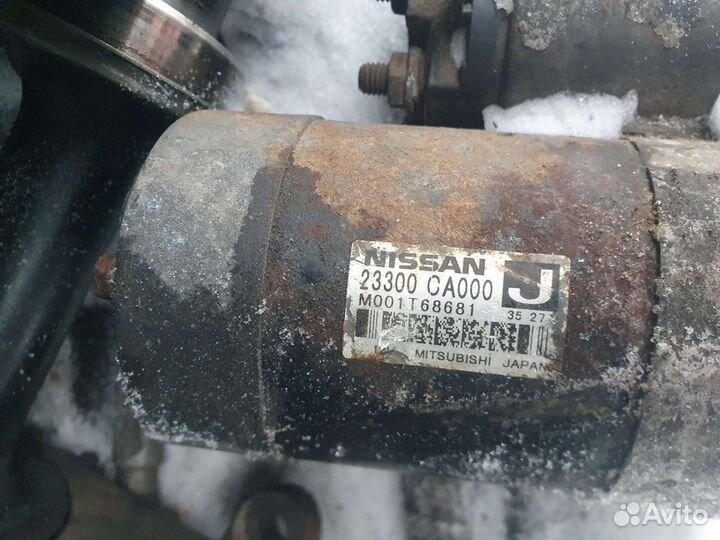 NISSAN
23300 CA000 J
M001T68681 35 27
MITSUBISHI JAPAN
Avito